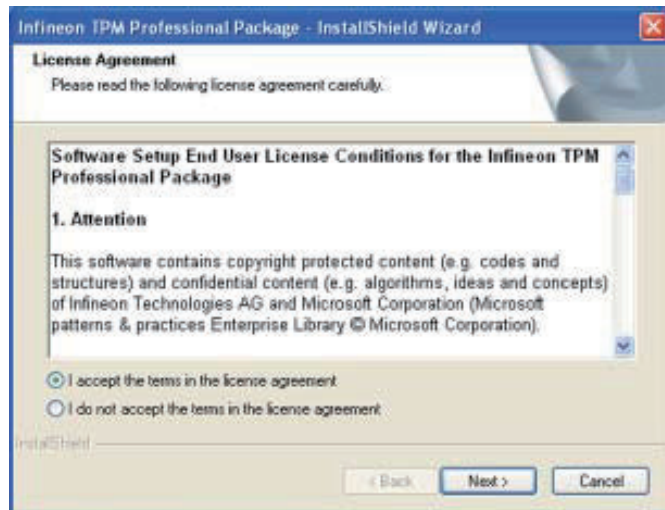 Infineon TPM Professional Package - InstallShield Wizard
License Agreement
Please read the following license agreement carefully.
Software Setup End User License Conditions for the Infineon TPM
Professional Package
1. Attention
This software contains copyright protected content (e.g. codes and
structures) and confidential content (e.g. algorithms, ideas and concepts)
of Infineon Technologies AG and Microsoft Corporation (Microsoft
patterns & practices Enterprise Library © Microsoft Corporation).
I accept the terms in the license agreement
I do not accept the terms in the license agreement
InstallShield
< Back Next > Cancel